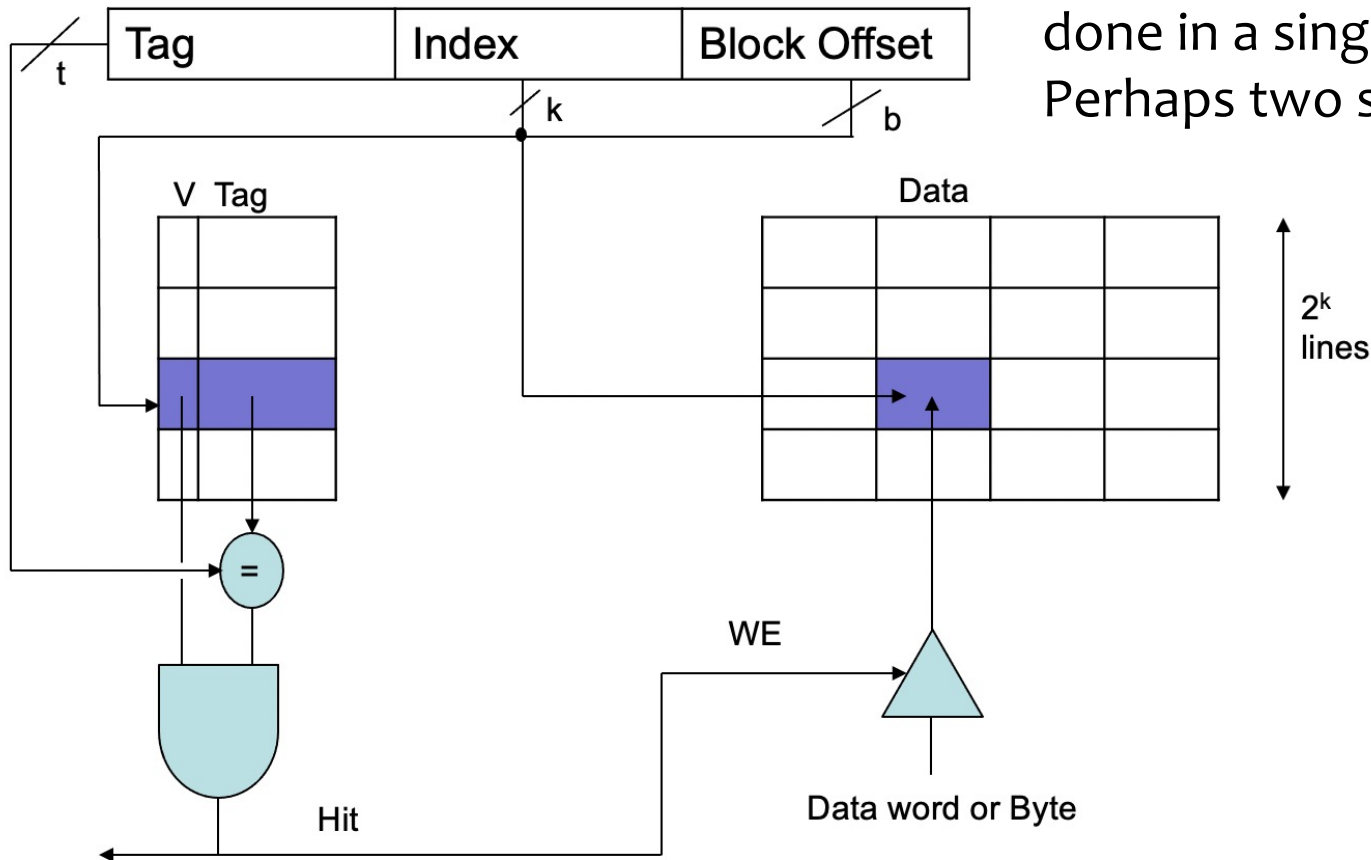 done in a sing
Perhaps two s
Tag Index Block Offset
t
k
b
V Tag
Data
2ᵏ
lines
=
WE
Hit
Data word or Byte